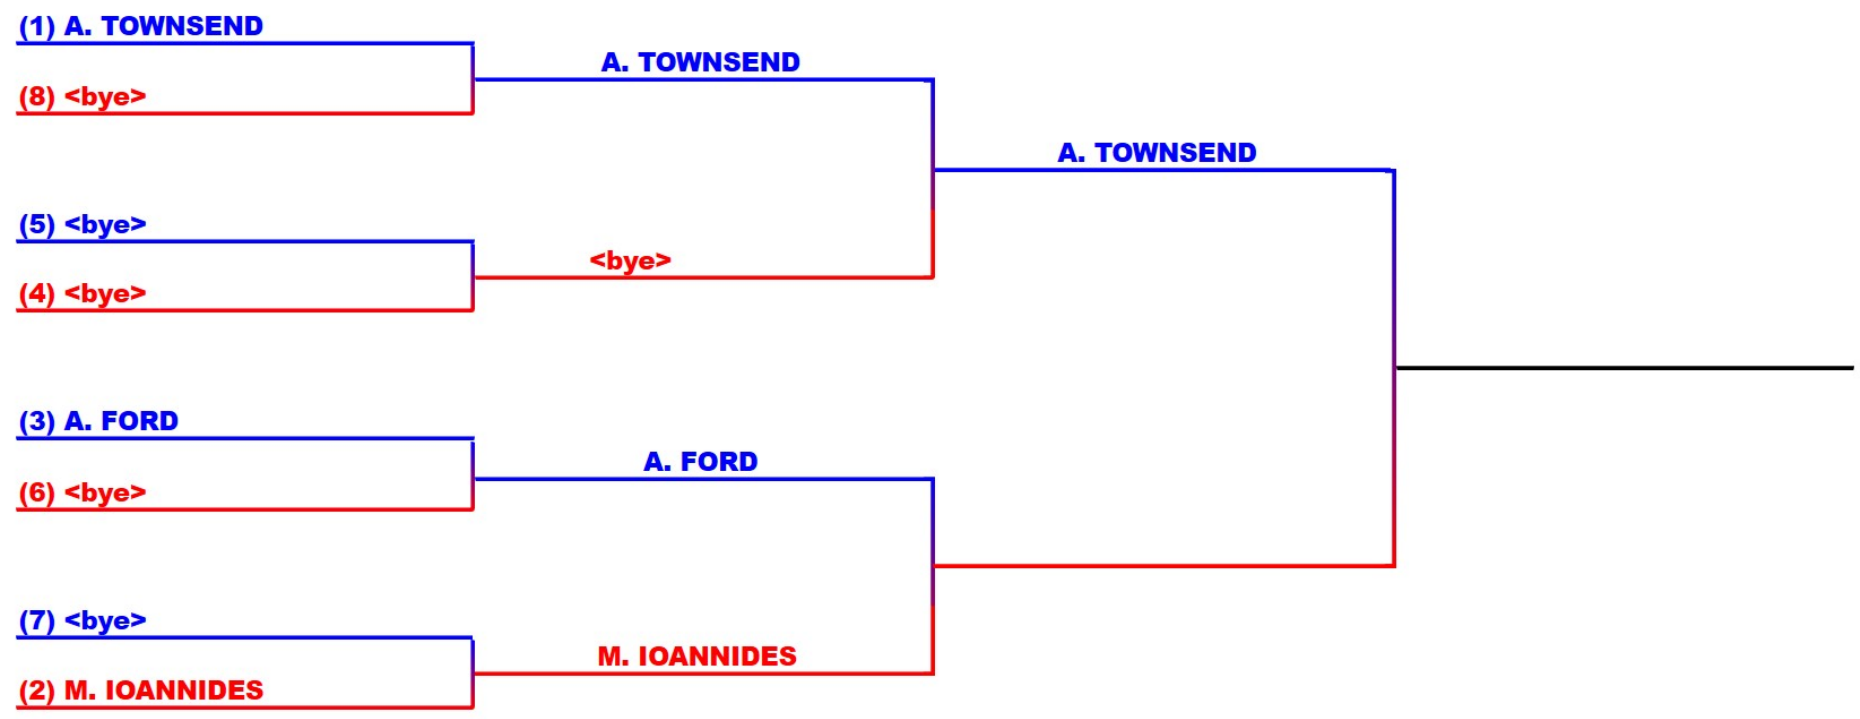 (1) A. TOWNSEND
(8) <bye>
(5) <bye>
(4) <bye>
(3) A. FORD
(6) <bye>
(7) <bye>
(2) M. IOANNIDES
A. TOWNSEND
<bye>
A. FORD
M. IOANNIDES
A. TOWNSEND